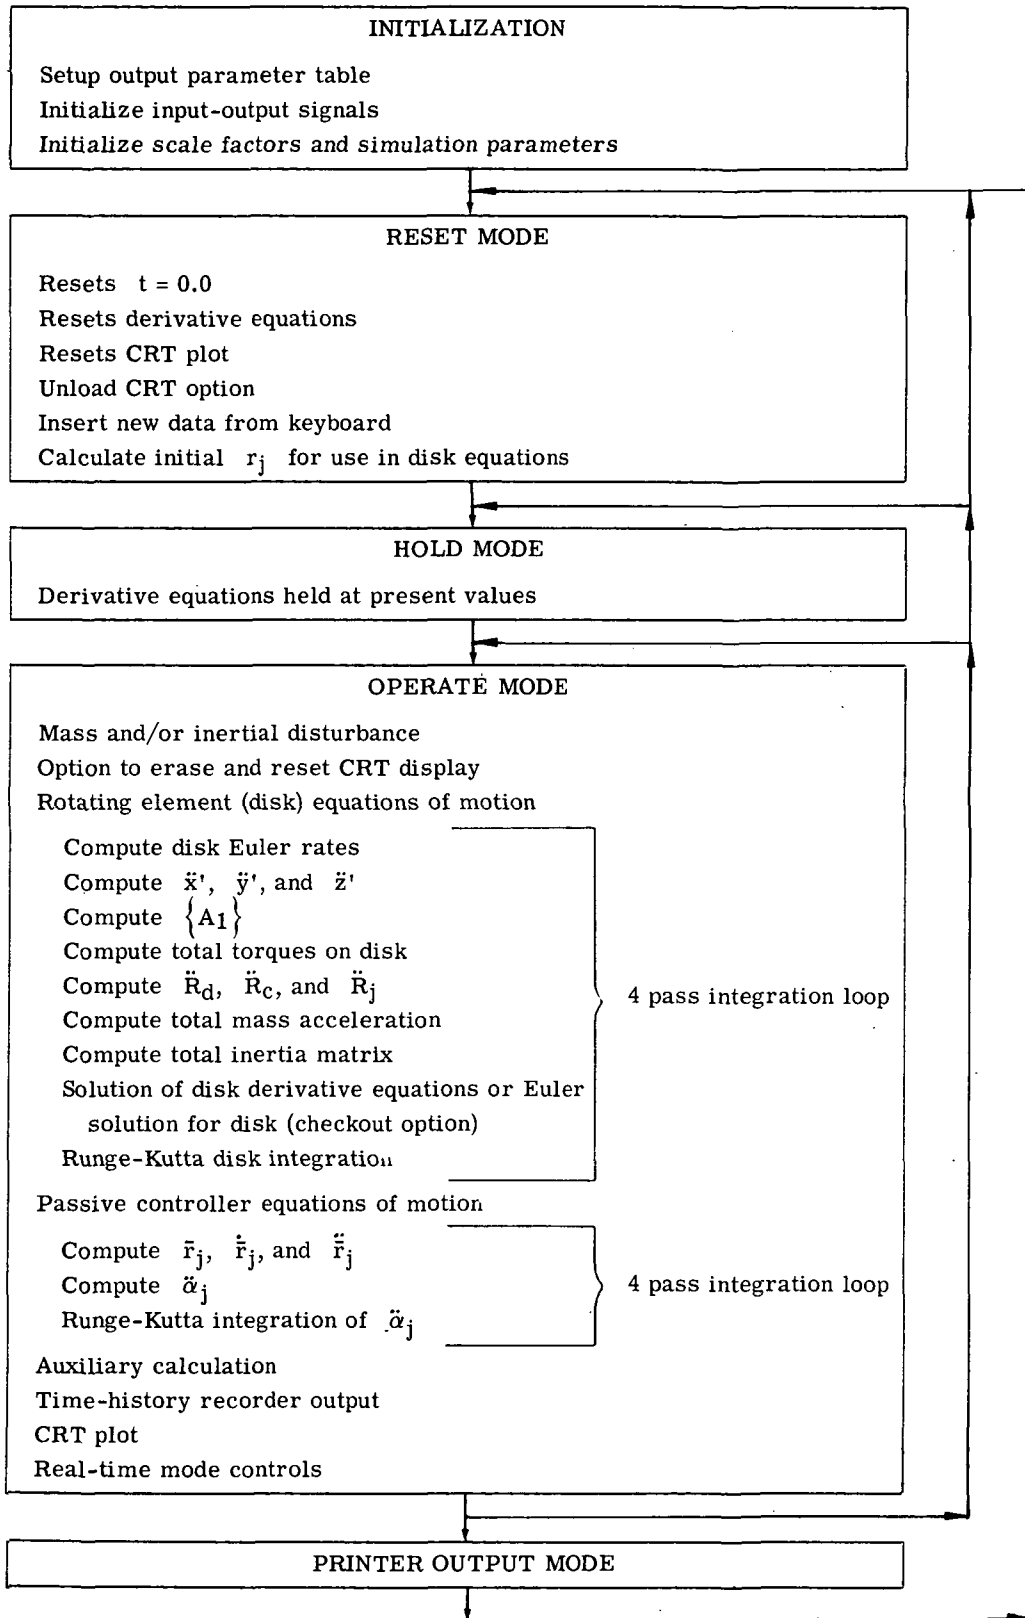 INITIALIZATION
Setup output parameter table
Initialize input-output signals
Initialize scale factors and simulation parameters
RESET MODE
Resets t = 0.0
Resets derivative equations
Resets CRT plot
Unload CRT option
Insert new data from keyboard
Calculate initial r_j for use in disk equations
HOLD MODE
Derivative equations held at present values
OPERATE MODE
Mass and/or inertial disturbance
Option to erase and reset CRT display
Rotating element (disk) equations of motion
Compute disk Euler rates
Compute ẍ', ÿ', and z̈'
Compute {A1}
Compute total torques on disk
Compute R̈_d, R̈_c, and R̈_j
4 pass integration loop
Compute total mass acceleration
Compute total inertia matrix
Solution of disk derivative equations or Euler
solution for disk (checkout option)
Runge-Kutta disk integration
Passive controller equations of motion
Compute r̄_j, ṙ̄_j, and r̄̈_j
Compute α̈_j
4 pass integration loop
Runge-Kutta integration of α̈_j
Auxiliary calculation
Time-history recorder output
CRT plot
Real-time mode controls
PRINTER OUTPUT MODE